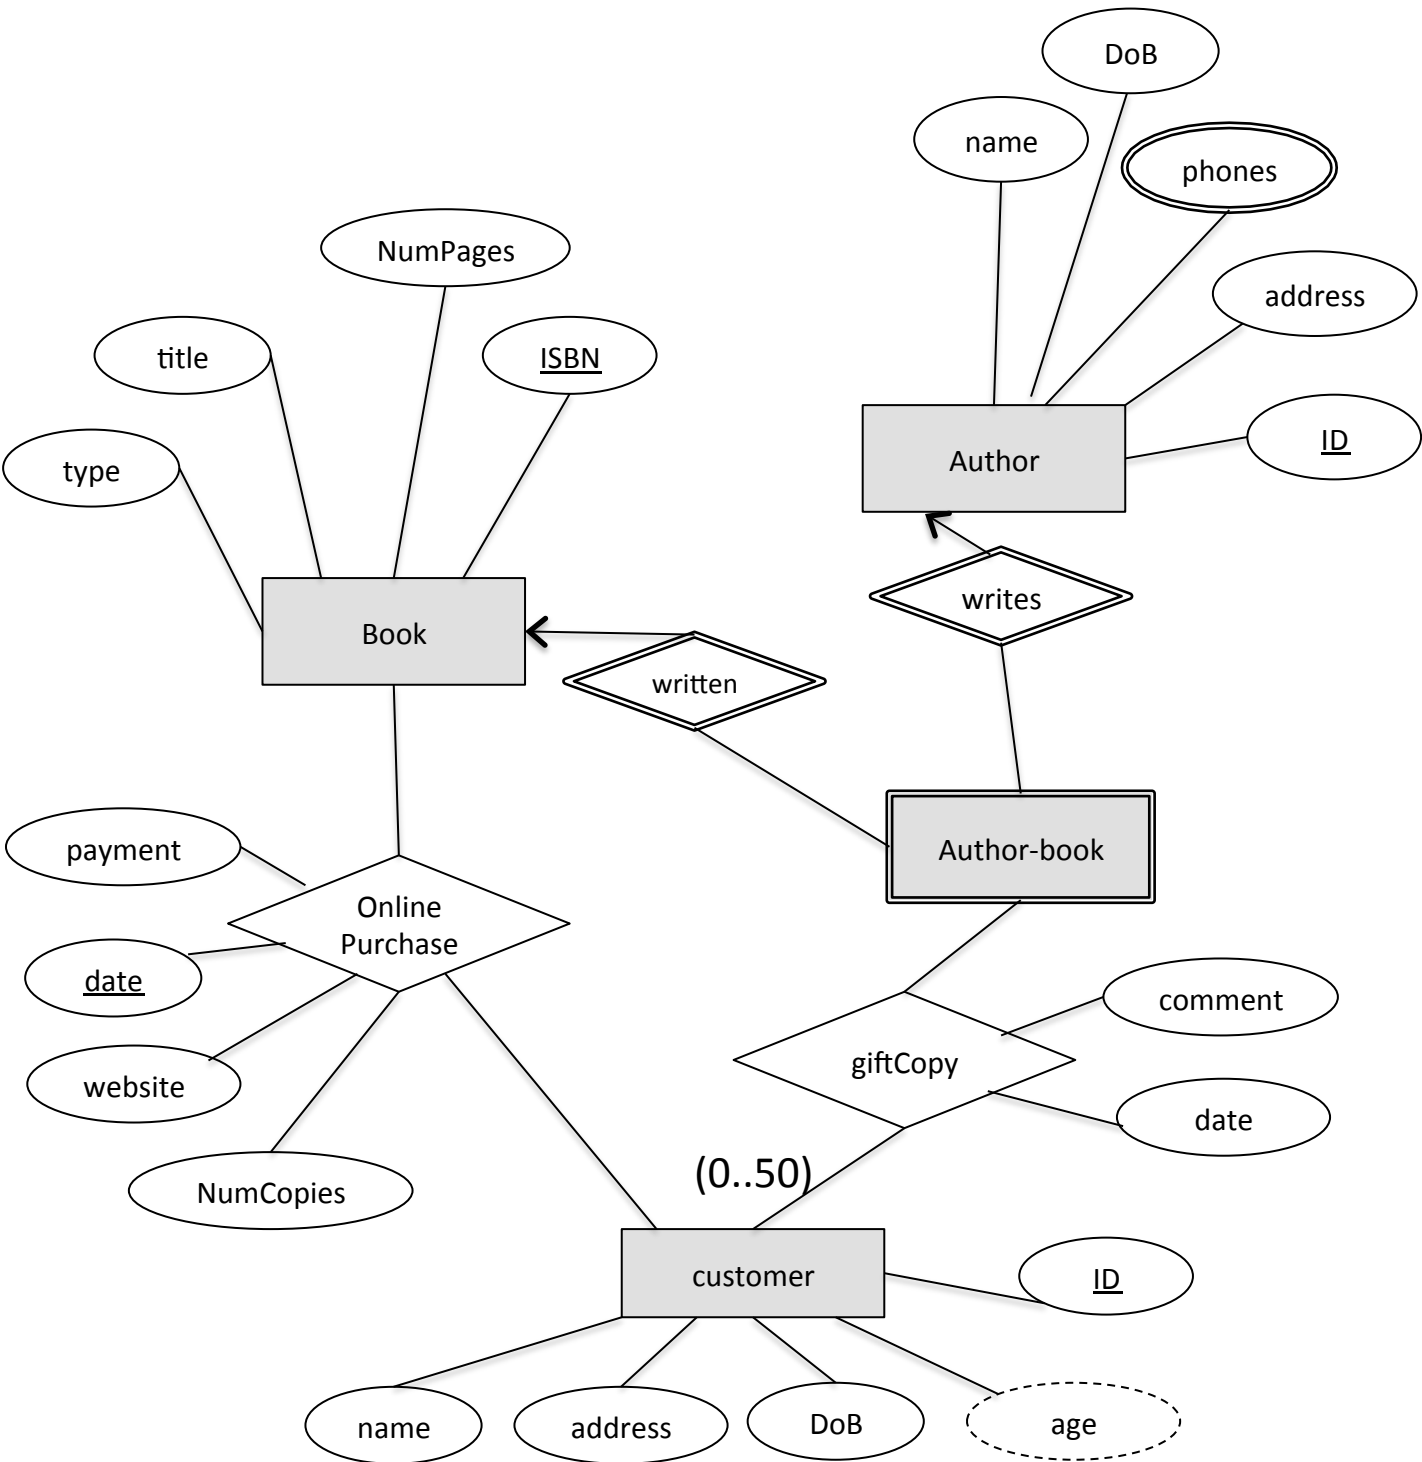 DoB
name
phones
address
ID
Author
NumPages
title
ISBN
type
Book
writes
written
Author-book
payment
Online
Purchase
date
website
NumCopies
comment
giftCopy
date
(0..50)
customer
ID
name
address
DoB
age